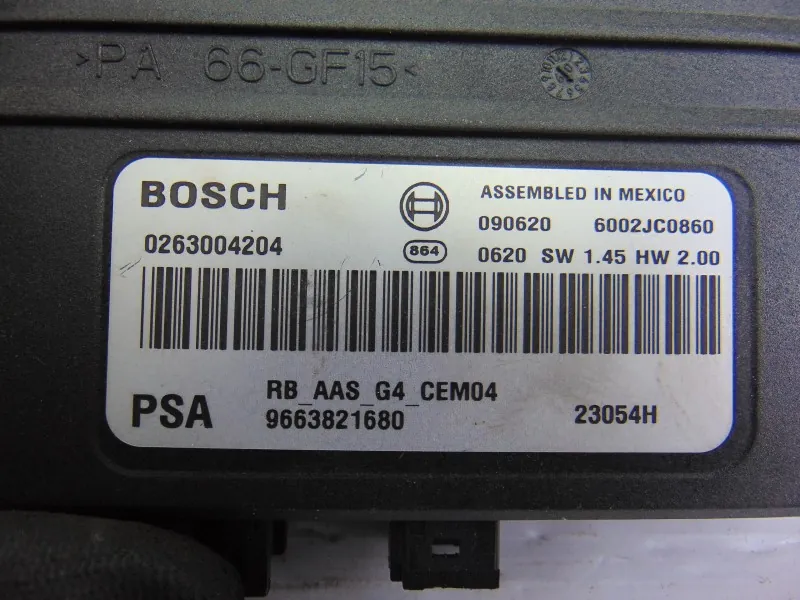 >PA 66-GF15<
BOSCH
ASSEMBLED IN MEXICO
090620 6002JC0860
0263004204
864
0620 SW 1.45 HW 2.00
RB_AAS_G4_CEM04
PSA
9663821680
23054H